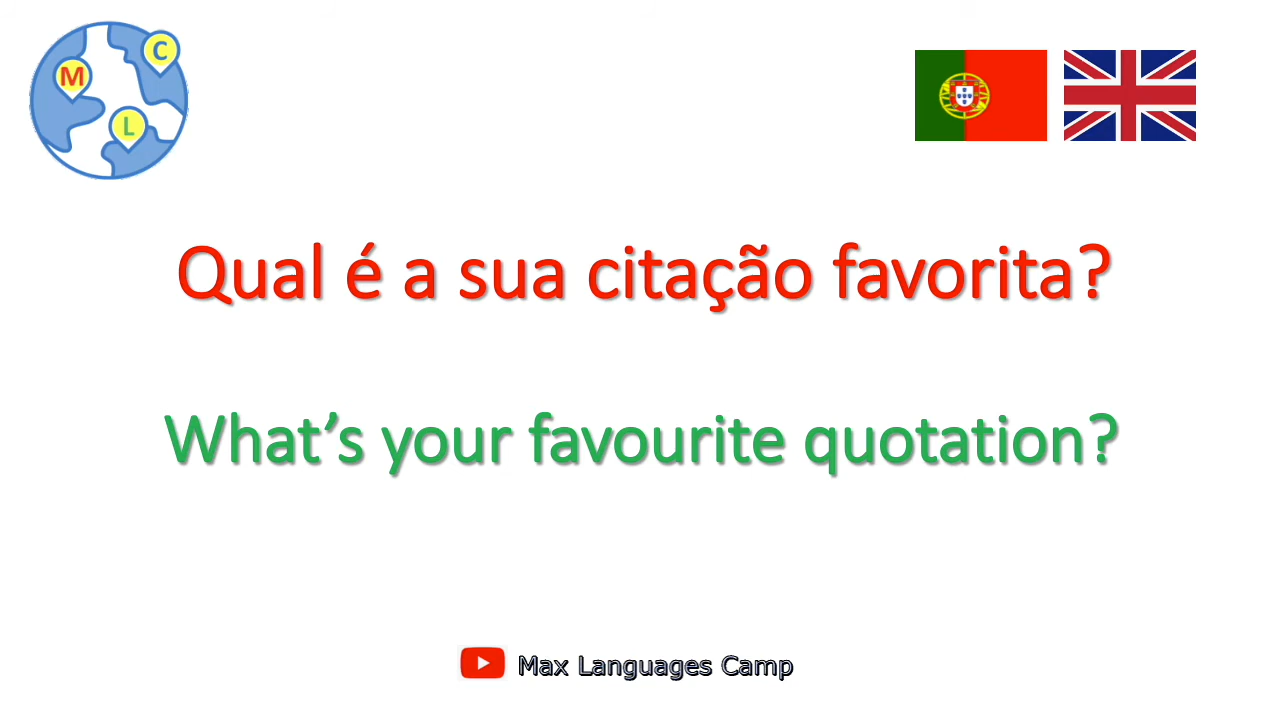 C
M
L
Qual é a sua citação favorita?
What's your favourite quotation?
Max Languages Camp